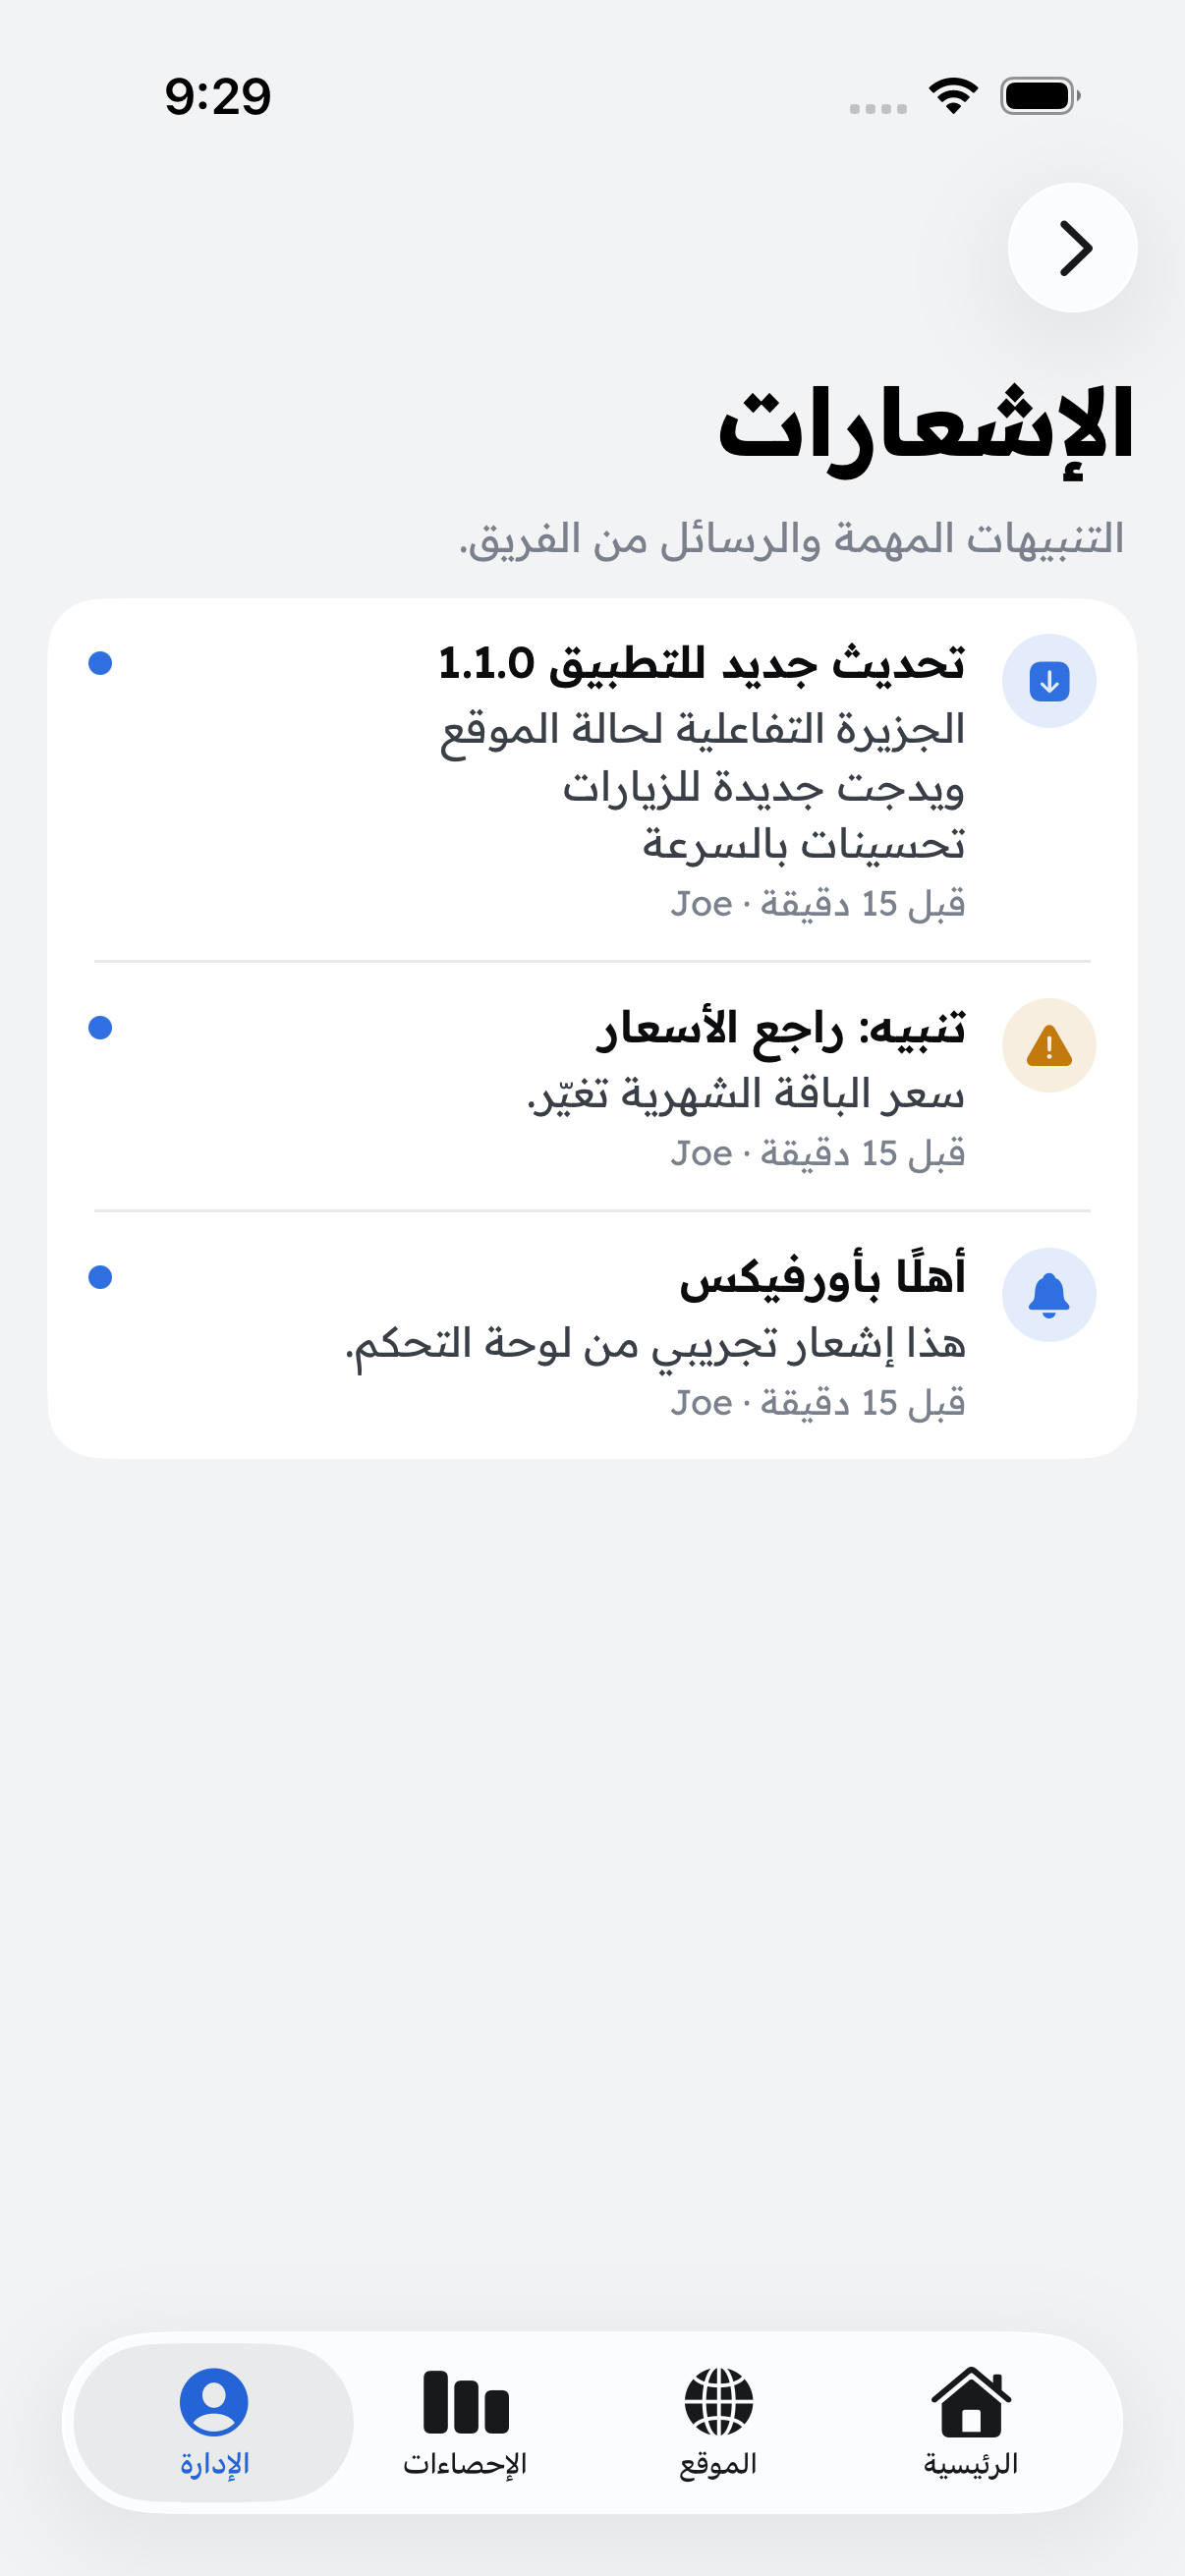 9:29
الإشعارات
التنبيهات المهمة والرسائل من الفريق.
تحديث جديد للتطبيق 1.1.0
الجزيرة التفاعلية لحالة الموقع
ويدجت جديدة للزيارات
تحسينات بالسرعة
قبل 15 دقيقة · Joe
تنبيه: راجع الأسعار
سعر الباقة الشهرية تغيّر.
قبل 15 دقيقة · Joe
أهلًا بأورفيكس
هذا إشعار تجريبي من لوحة التحكم.
قبل 15 دقيقة · Joe
الرئيسية
الموقع
الإحصاءات
الإدارة